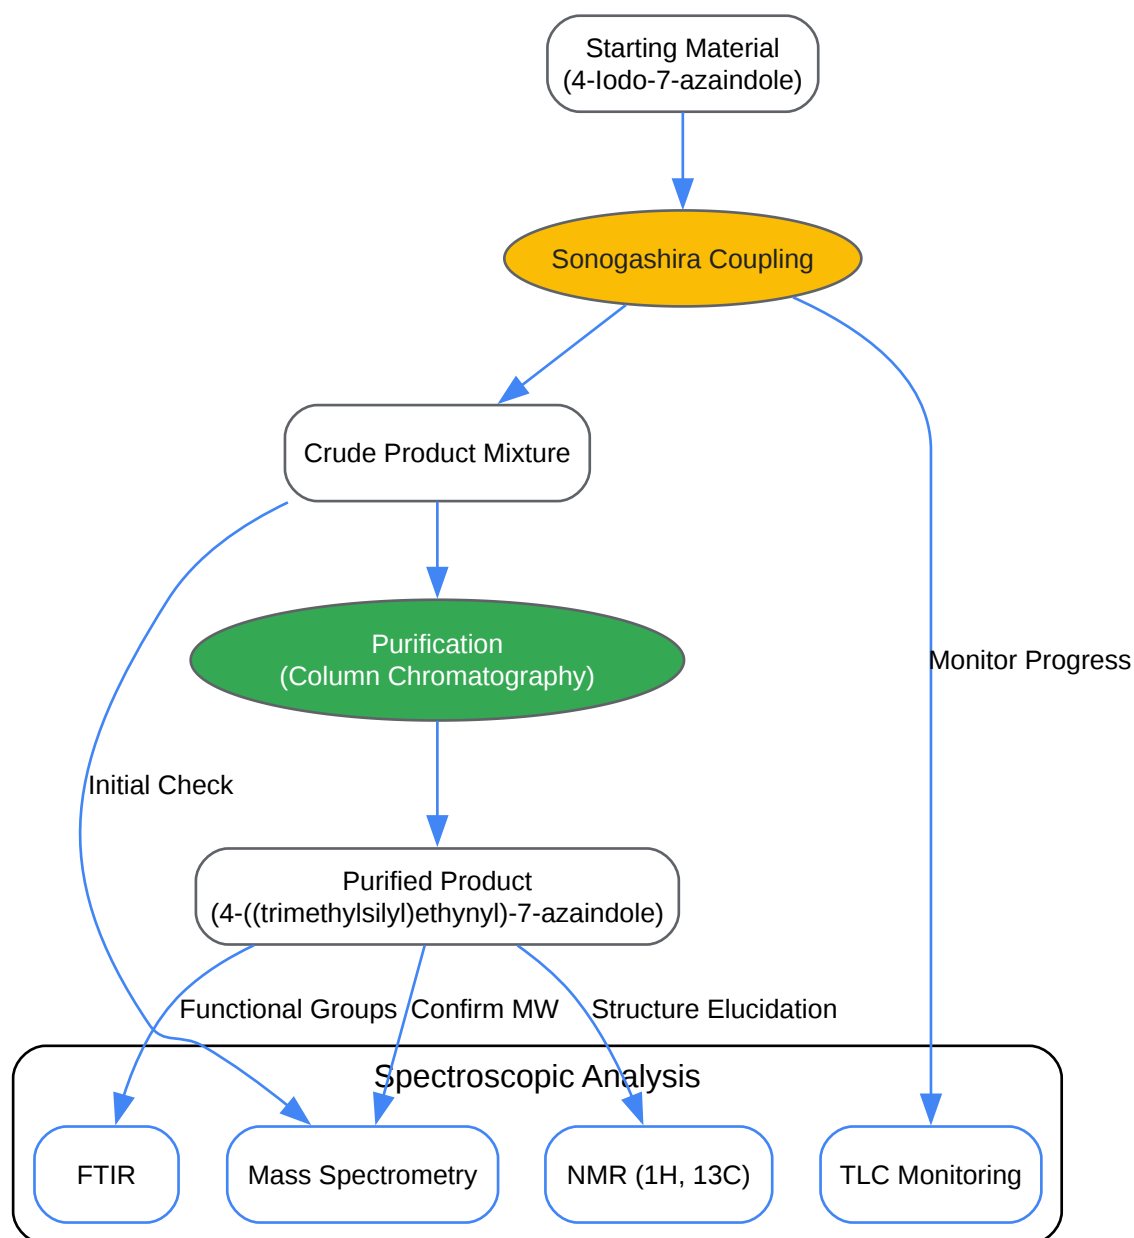 Starting Material
(4-Iodo-7-azaindole)
Sonogashira Coupling
Crude Product Mixture
Purification
(Column Chromatography)
Monitor Progress
Initial Check
Purified Product
(4-((trimethylsilyl)ethynyl)-7-azaindole)
Functional Groups
Confirm MW
Structure Elucidation
Spectroscopic Analysis
FTIR
Mass Spectrometry
NMR (1H, 13C)
TLC Monitoring